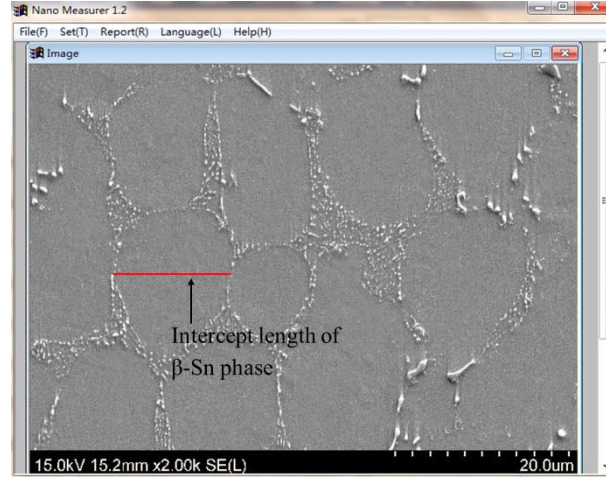 Nano Measurer 1.2
File(F) Set(T) Report(R) Language(L) Help(H)
Image
Intercept length of
β-Sn phase
15.0kV 15.2mm x2.00k SE(L) 20.0um